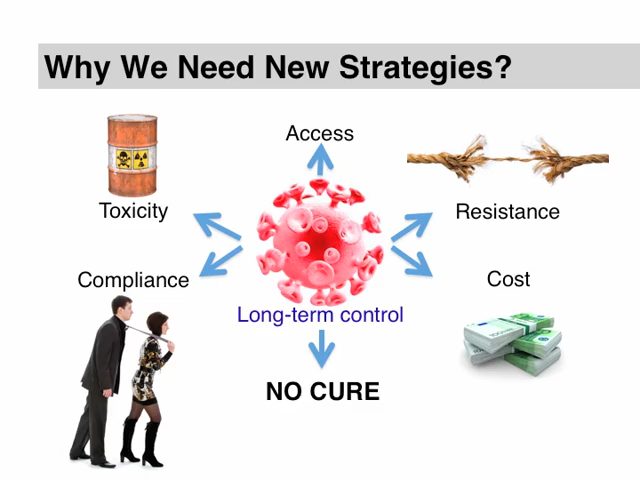 Why We Need New Strategies?
Access
Toxicity
Resistance
Compliance
Cost
Long-term control
NO CURE